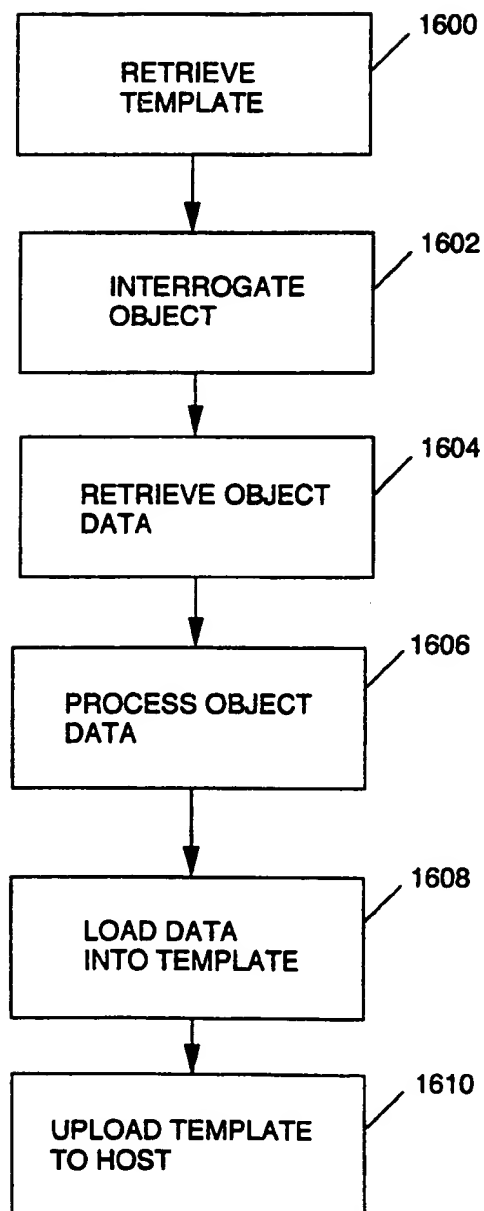 1600
RETRIEVE
TEMPLATE
1602
INTERROGATE
OBJECT
1604
RETRIEVE OBJECT
DATA
1606
PROCESS OBJECT
DATA
1608
LOAD DATA
INTO TEMPLATE
1610
UPLOAD TEMPLATE
TO HOST